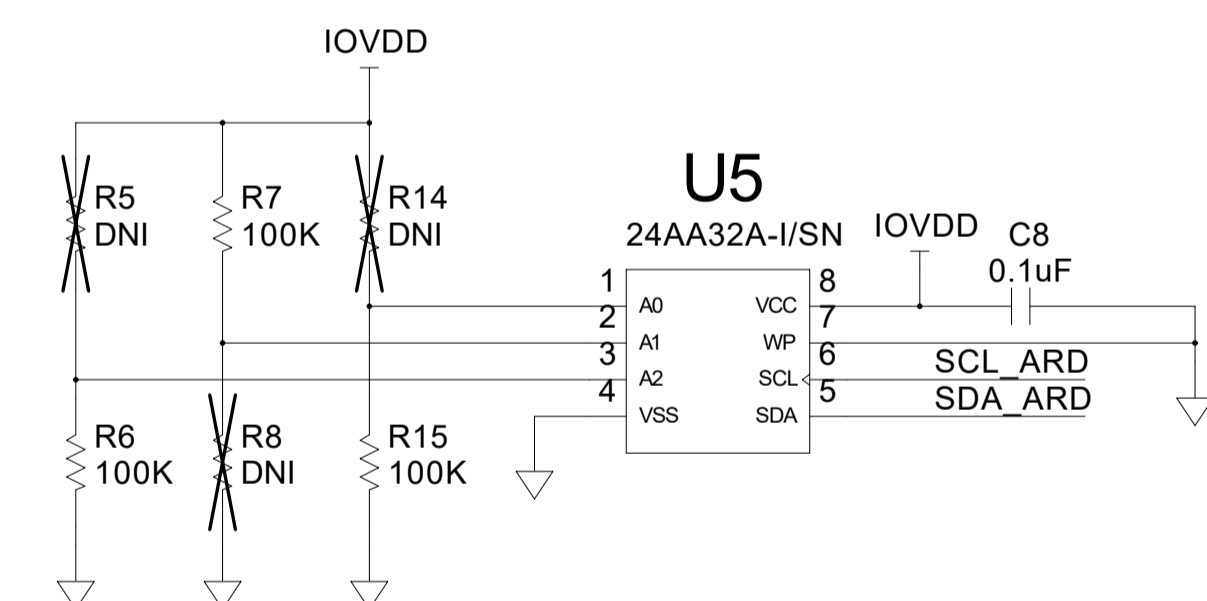 IOVDD
R5
DNI
R7
100K
R14
DNI
U5
24AA32A-I/SN
IOVDD
C8
0.1uF
1
A0
VCC
8
2
A1
WP
7
3
A2
SCL
6
SCL_ARD
4
VSS
SDA
5
SDA_ARD
R6
100K
R8
DNI
R15
100K